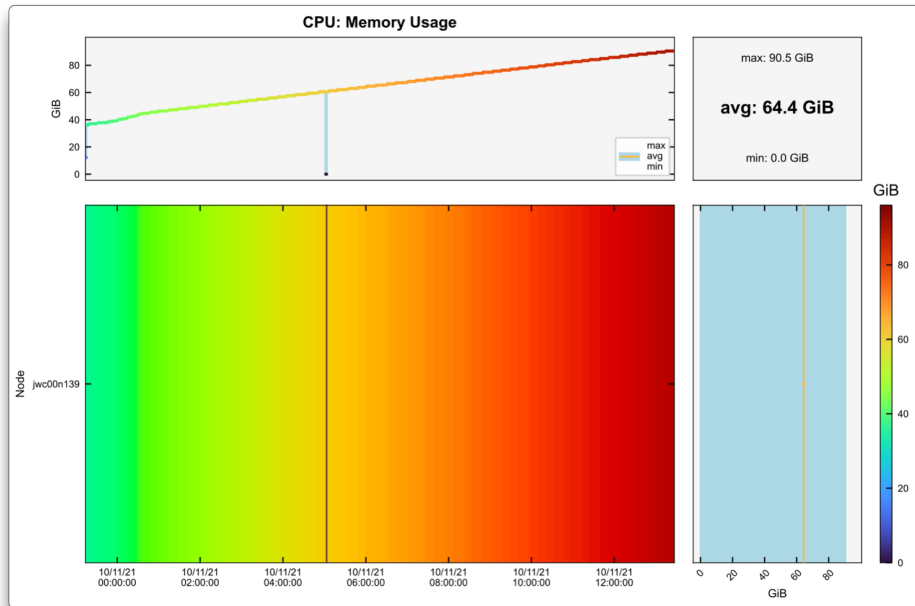 CPU: Memory Usage
GiB
80
60
40
20
0
max
avg
min
max: 90.5 GiB
avg: 64.4 GiB
min: 0.0 GiB
Node
jwc00n139
10/11/21
00:00:00
10/11/21
02:00:00
10/11/21
04:00:00
10/11/21
06:00:00
10/11/21
08:00:00
10/11/21
10:00:00
10/11/21
12:00:00
0
20
40
60
80
GiB
GiB
80
60
40
20
0